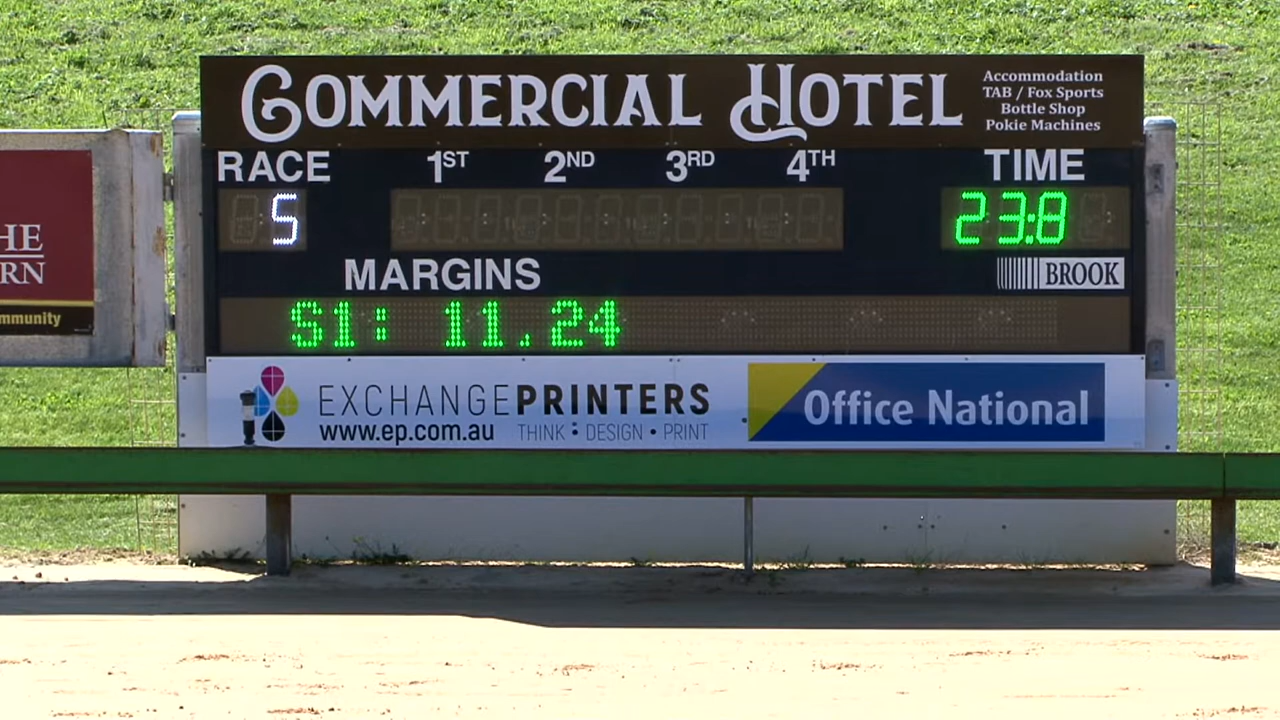 COMMERCIAL HOTEL
Accommodation
TAB / Fox Sports
Bottle Shop
Pokie Machines
RACE 1ST 2ND 3RD 4TH TIME
5 23:8
MARGINS
BROOK
S1: 11.24
HE
RN
mmunity
EXCHANGEPRINTERS
www.ep.com.au THINK • DESIGN • PRINT
Office National